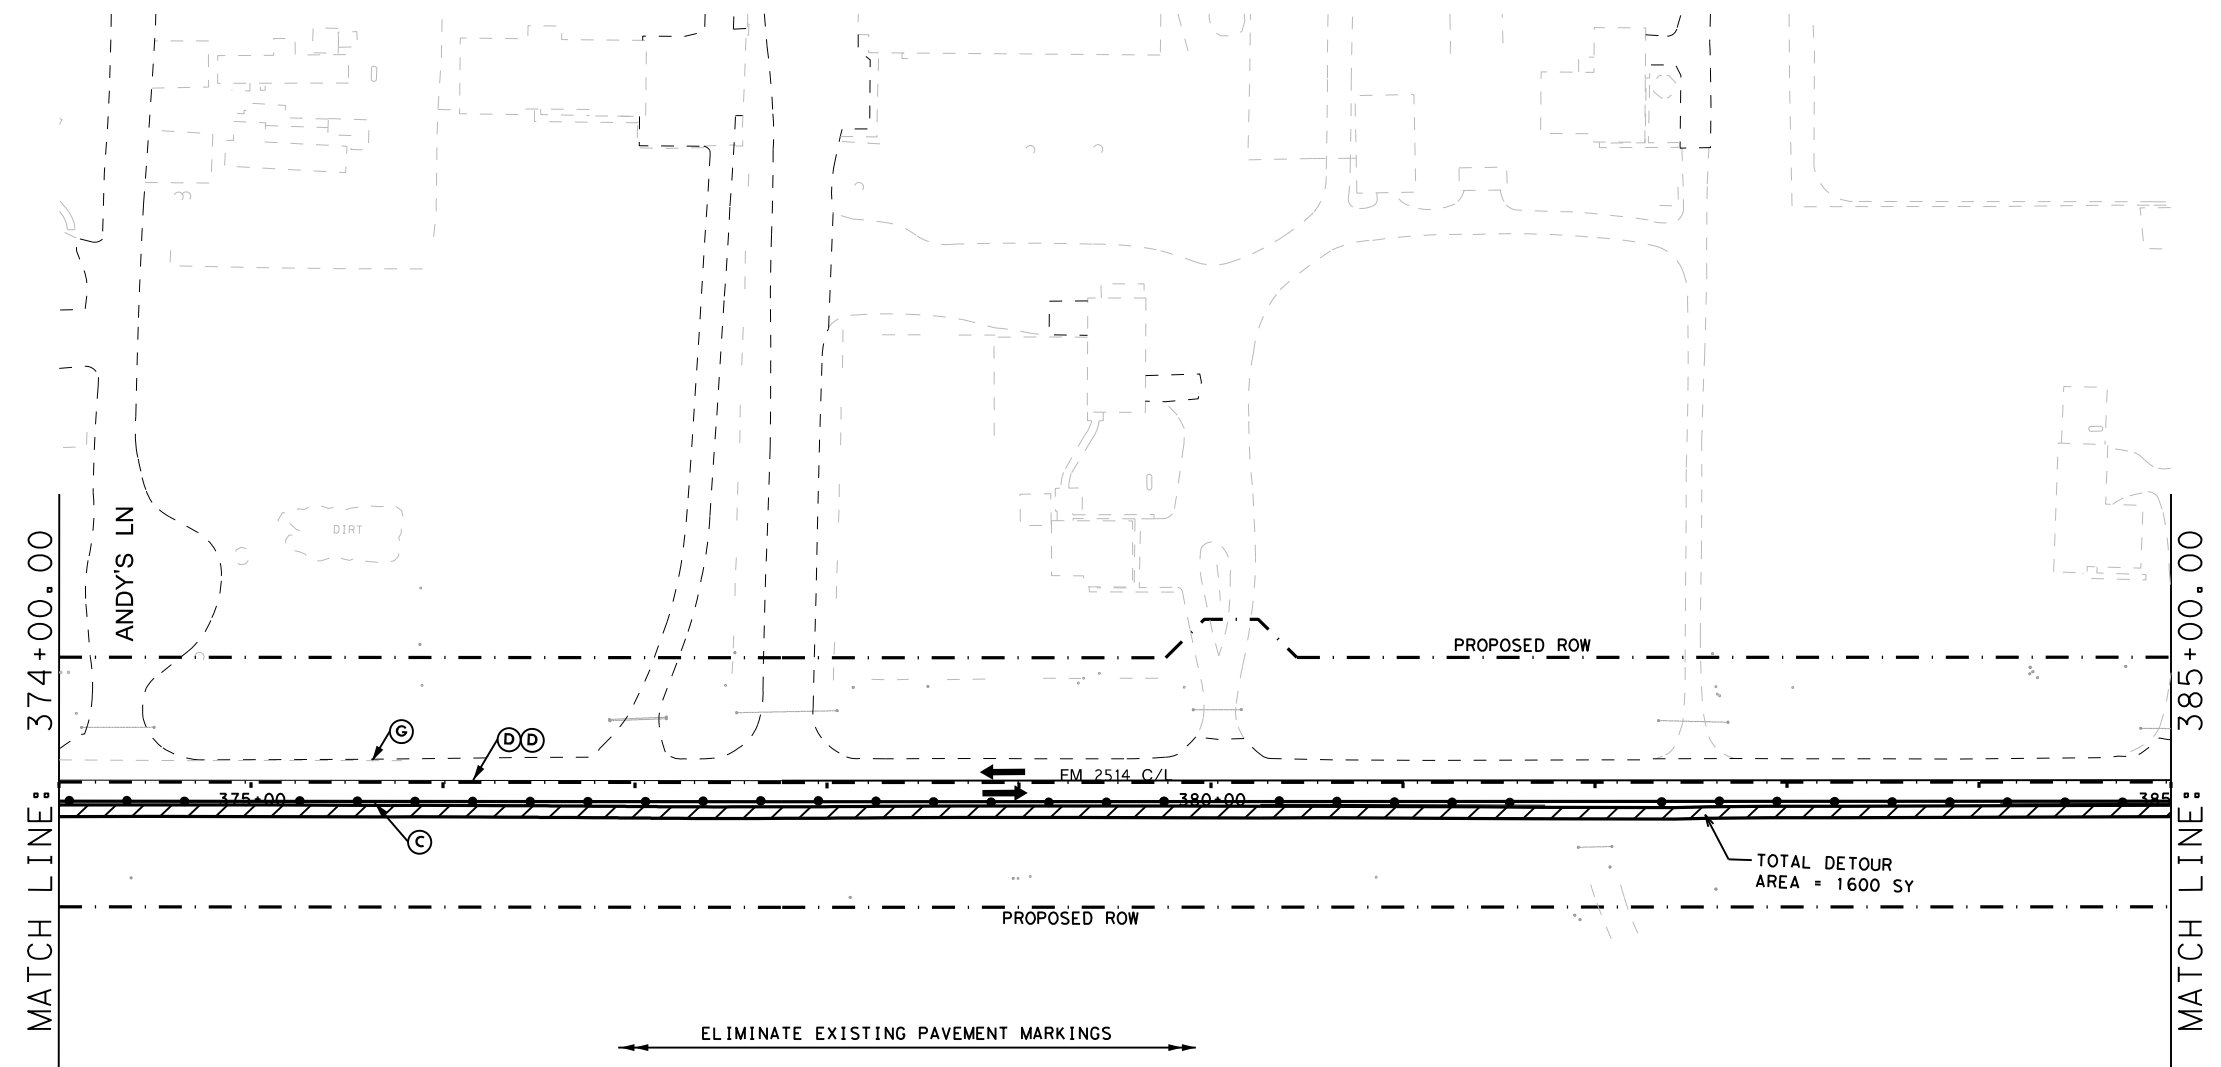 ANDY'S LN
DIRT
MATCH LINE: 374+00.00
MATCH LINE: 385+00.00
PROPOSED ROW
G
D D
FM 2514 C/L
375+00
380+00
385
C
TOTAL DETOUR
AREA = 1600 SY
PROPOSED ROW
ELIMINATE EXISTING PAVEMENT MARKINGS